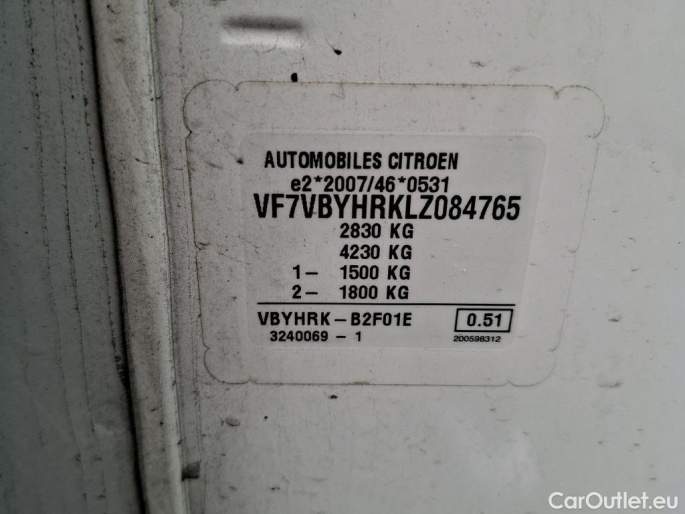 AUTOMOBILES CITROEN
e2*2007/46*0531
VF7VBYHRKLZ084765
2830 KG
4230 KG
1- 1500 KG
2- 1800 KG
VBYHRK-B2F01E 0.51
3240069 - 1 200598312
CarOutlet.eu